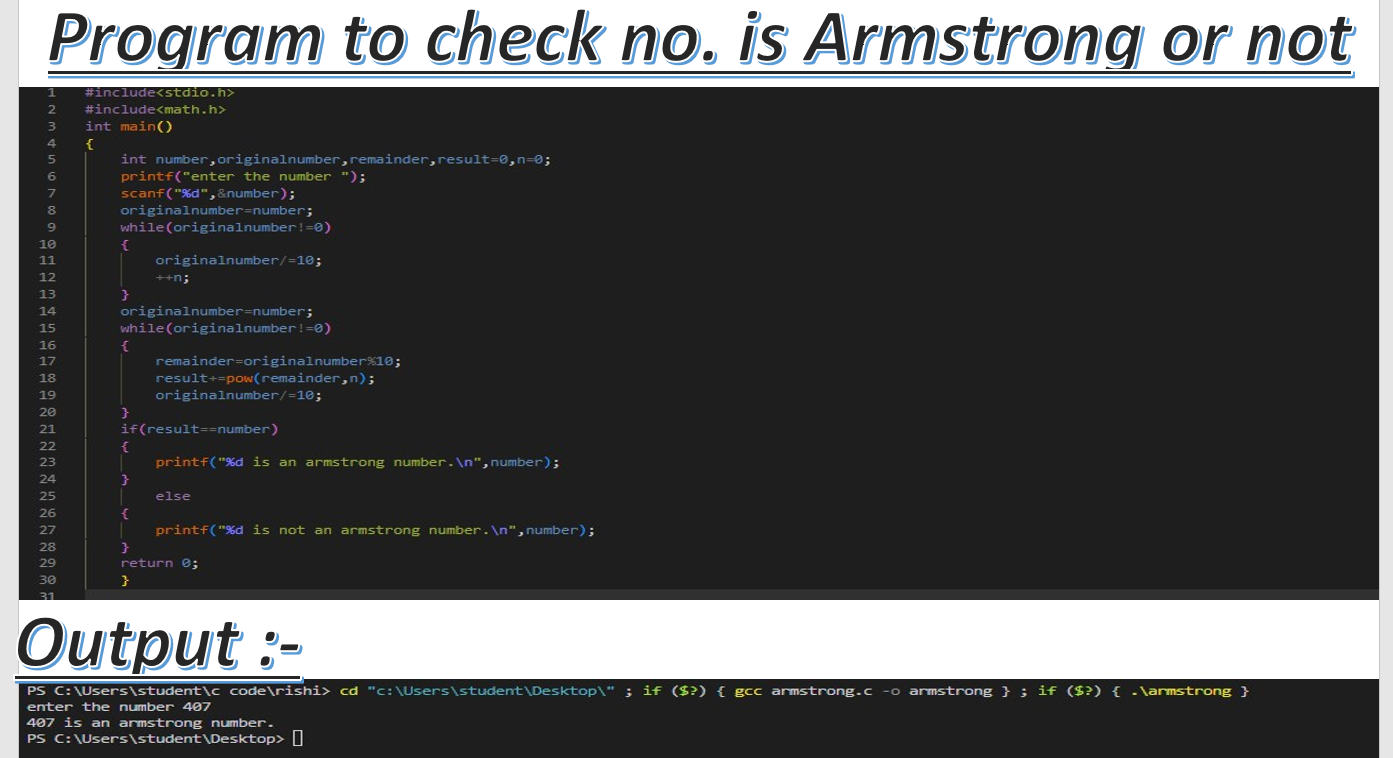 Program to check no. is Armstrong or not
1 #include<stdio.h>
2 #include<math.h>
3 int main()
4 {
5 int number,originalnumber,remainder,result=0,n=0;
6 printf("enter the number ");
7 scanf("%d",&number);
8 originalnumber=number;
9 while(originalnumber!=0)
10 {
11 originalnumber/=10;
12 ++n;
13 }
14 originalnumber=number;
15 while(originalnumber!=0)
16 {
17 remainder=originalnumber%10;
18 result+=pow(remainder,n);
19 originalnumber/=10;
20 }
21 if(result==number)
22 {
23 printf("%d is an armstrong number.\n",number);
24 }
25 else
26 {
27 printf("%d is not an armstrong number.\n",number);
28 }
29 return 0;
30 }
31
Output :-
PS C:\Users\student\c code\rishi> cd "c:\Users\student\Desktop\" ; if ($?) { gcc armstrong.c -o armstrong } ; if ($?) { .\armstrong }
enter the number 407
407 is an armstrong number.
PS C:\Users\student\Desktop>